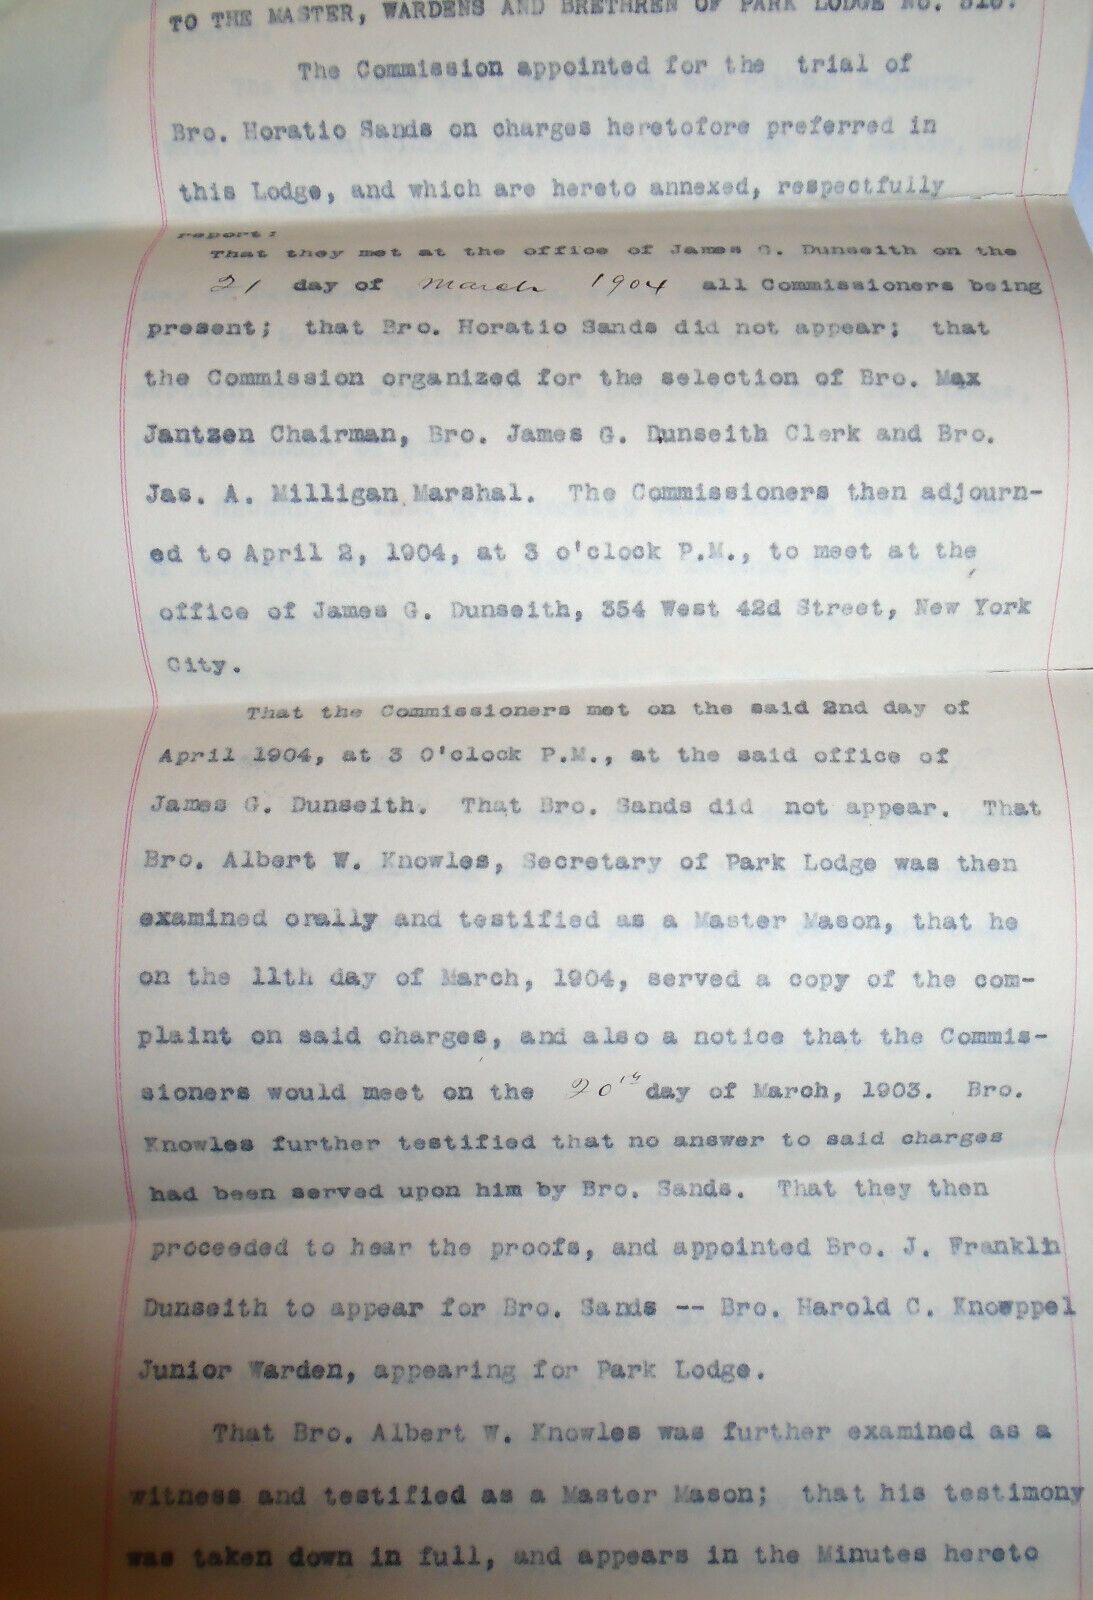 TO THE MASTER, WARDENS AND BRETHREN OF PARK LODGE NO. 516.
The Commission appointed for the trial of
Bro. Horatio Sands on charges heretofore preferred in
this Lodge, and which are hereto annexed, respectfully
report:
That they met at the office of James G. Dunseith on the
21 day of March 1904 all Commissioners being
present; that Bro. Horatio Sands did not appear; that
the Commission organized for the selection of Bro. Max
Jantzen Chairman, Bro. James G. Dunseith Clerk and Bro.
Jas. A. Milligan Marshal. The Commissioners then adjourn-
ed to April 2, 1904, at 3 o'clock P.M., to meet at the
office of James G. Dunseith, 354 West 42d Street, New York
City.
That the Commissioners met on the said 2nd day of
April 1904, at 3 O'clock P.M., at the said office of
James G. Dunseith. That Bro. Sands did not appear. That
Bro. Albert W. Knowles, Secretary of Park Lodge was then
examined orally and testified as a Master Mason, that he
on the 11th day of March, 1904, served a copy of the com-
plaint on said charges, and also a notice that the Commis-
sioners would meet on the 20th day of March, 1903. Bro.
Knowles further testified that no answer to said charges
had been served upon him by Bro. Sands. That they then
proceeded to hear the proofs, and appointed Bro. J. Franklin
Dunseith to appear for Bro. Sands -- Bro. Harold C. Knowppel
Junior Warden, appearing for Park Lodge.
That Bro. Albert W. Knowles was further examined as a
witness and testified as a Master Mason; that his testimony
was taken down in full, and appears in the Minutes hereto